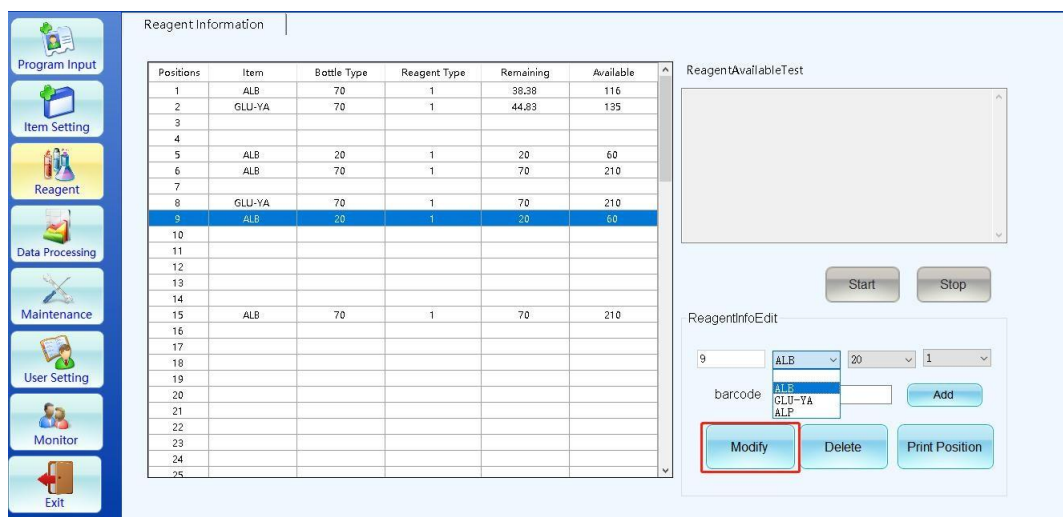 Reagent Information
Program Input
Item Setting
Reagent
Data Processing
Maintenance
User Setting
Monitor
Exit
Positions Item Bottle Type Reagent Type Remaining Available
1 ALB 70 1 38.38 116
2 GLU-YA 70 1 44.83 135
3
4
5 ALB 20 1 20 60
6 ALB 70 1 70 210
7
8 GLU-YA 70 1 70 210
9 ALB 20 1 20 60
10
11
12
13
14
15 ALB 70 1 70 210
16
17
18
19
20
21
22
23
24
25
ReagentAvailableTest
Start Stop
ReagentInfoEdit
9 ALB 20 1
barcode Add
ALB
GLU-YA
ALP
Modify Delete Print Position